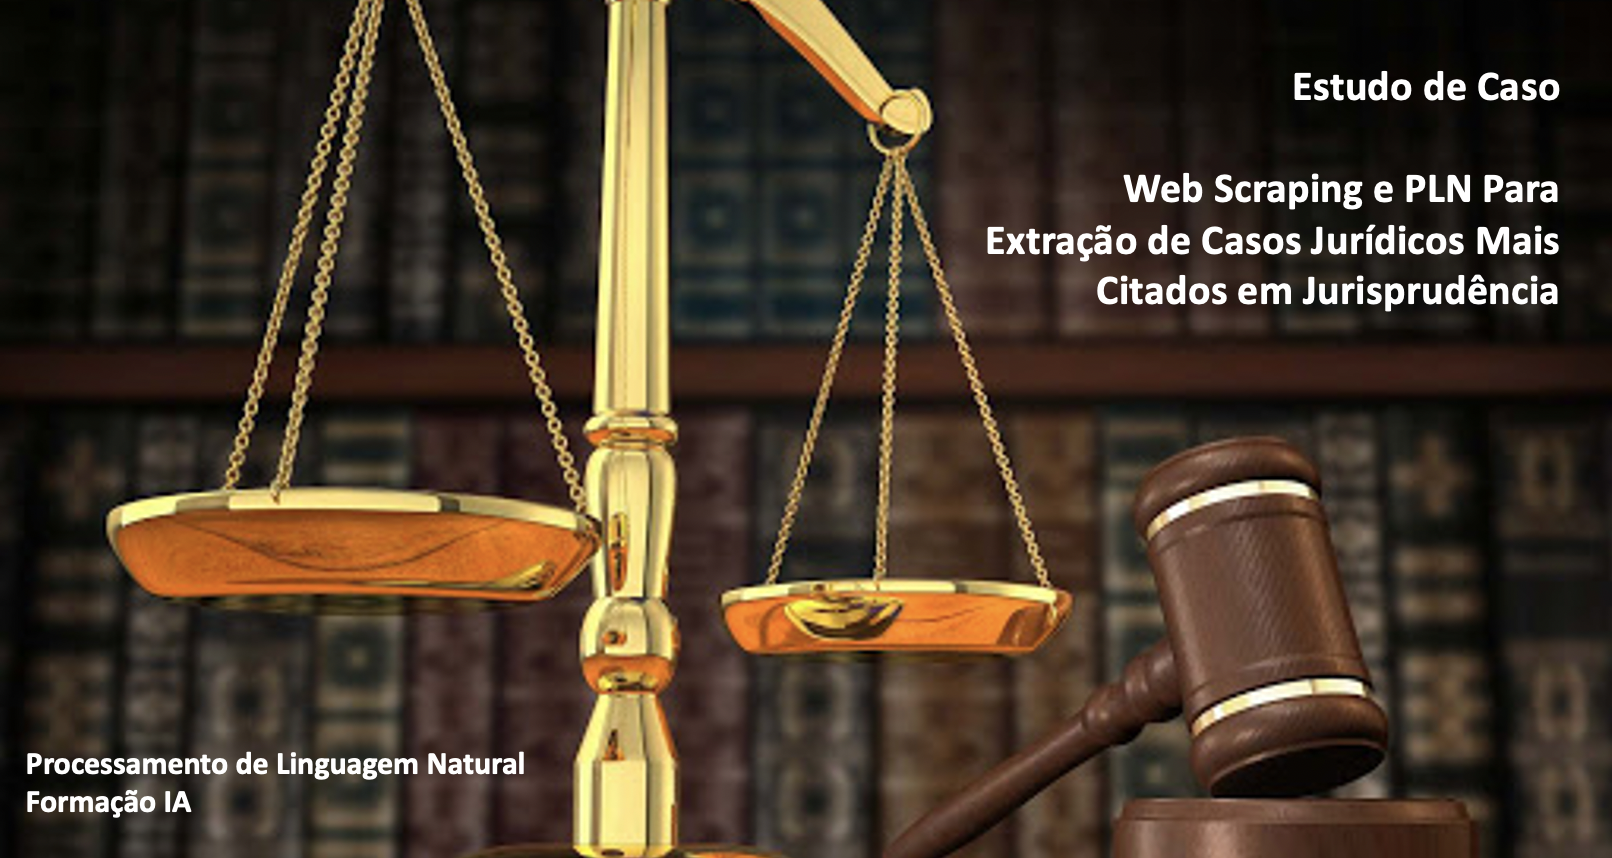 Estudo de Caso
Web Scraping e PLN Para
Extração de Casos Jurídicos Mais
Citados em Jurisprudência
Processamento de Linguagem Natural
Formação IA